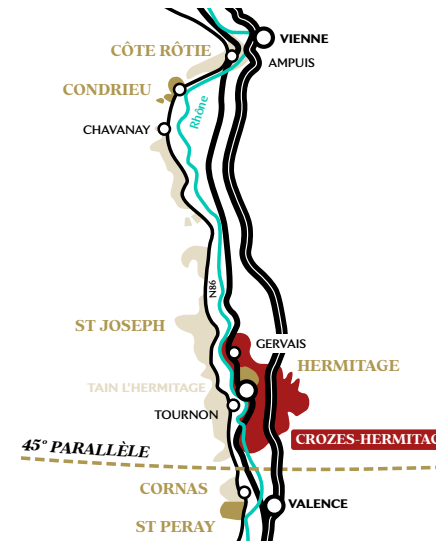 VIENNE
CÔTE RÔTIE
AMPUIS
CONDRIEU
Rhône
CHAVANAY
N86
ST JOSEPH
GERVAIS
HERMITAGE
TAIN L'HERMITAGE
TOURNON
CROZES-HERMITAG
45° PARALLÈLE
CORNAS
VALENCE
ST PERAY